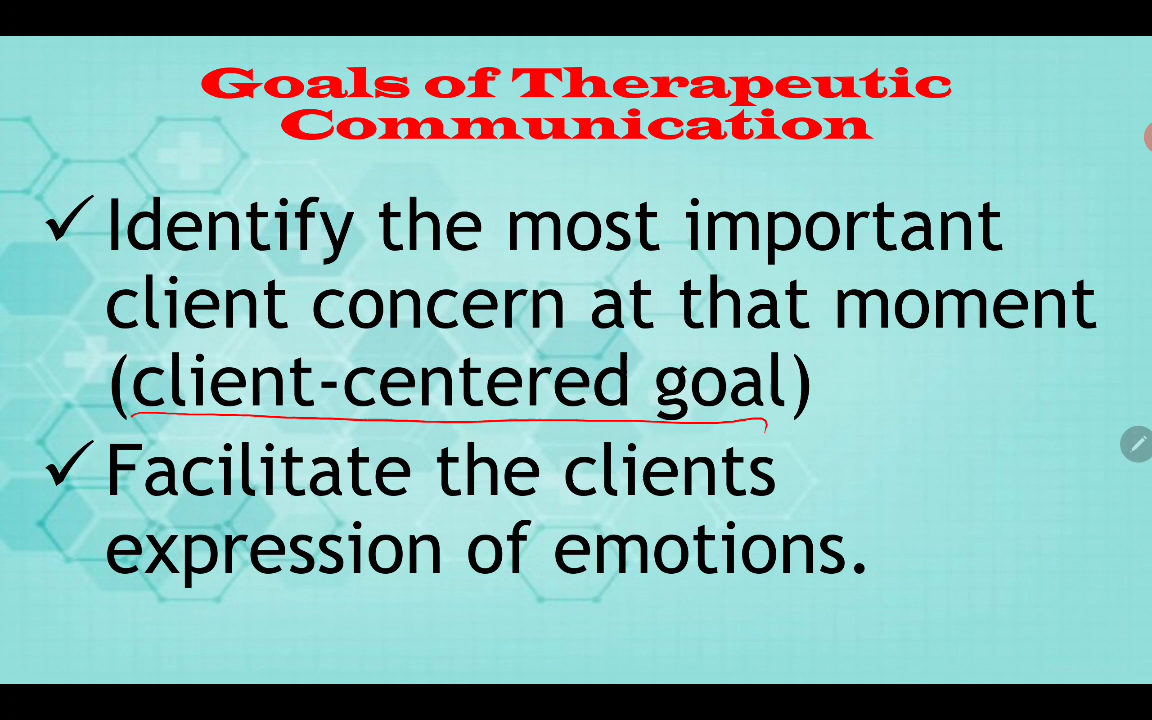 Goals of Therapeutic
Communication
✓Identify the most important
client concern at that moment
(client-centered goal)
✓Facilitate the clients
expression of emotions.